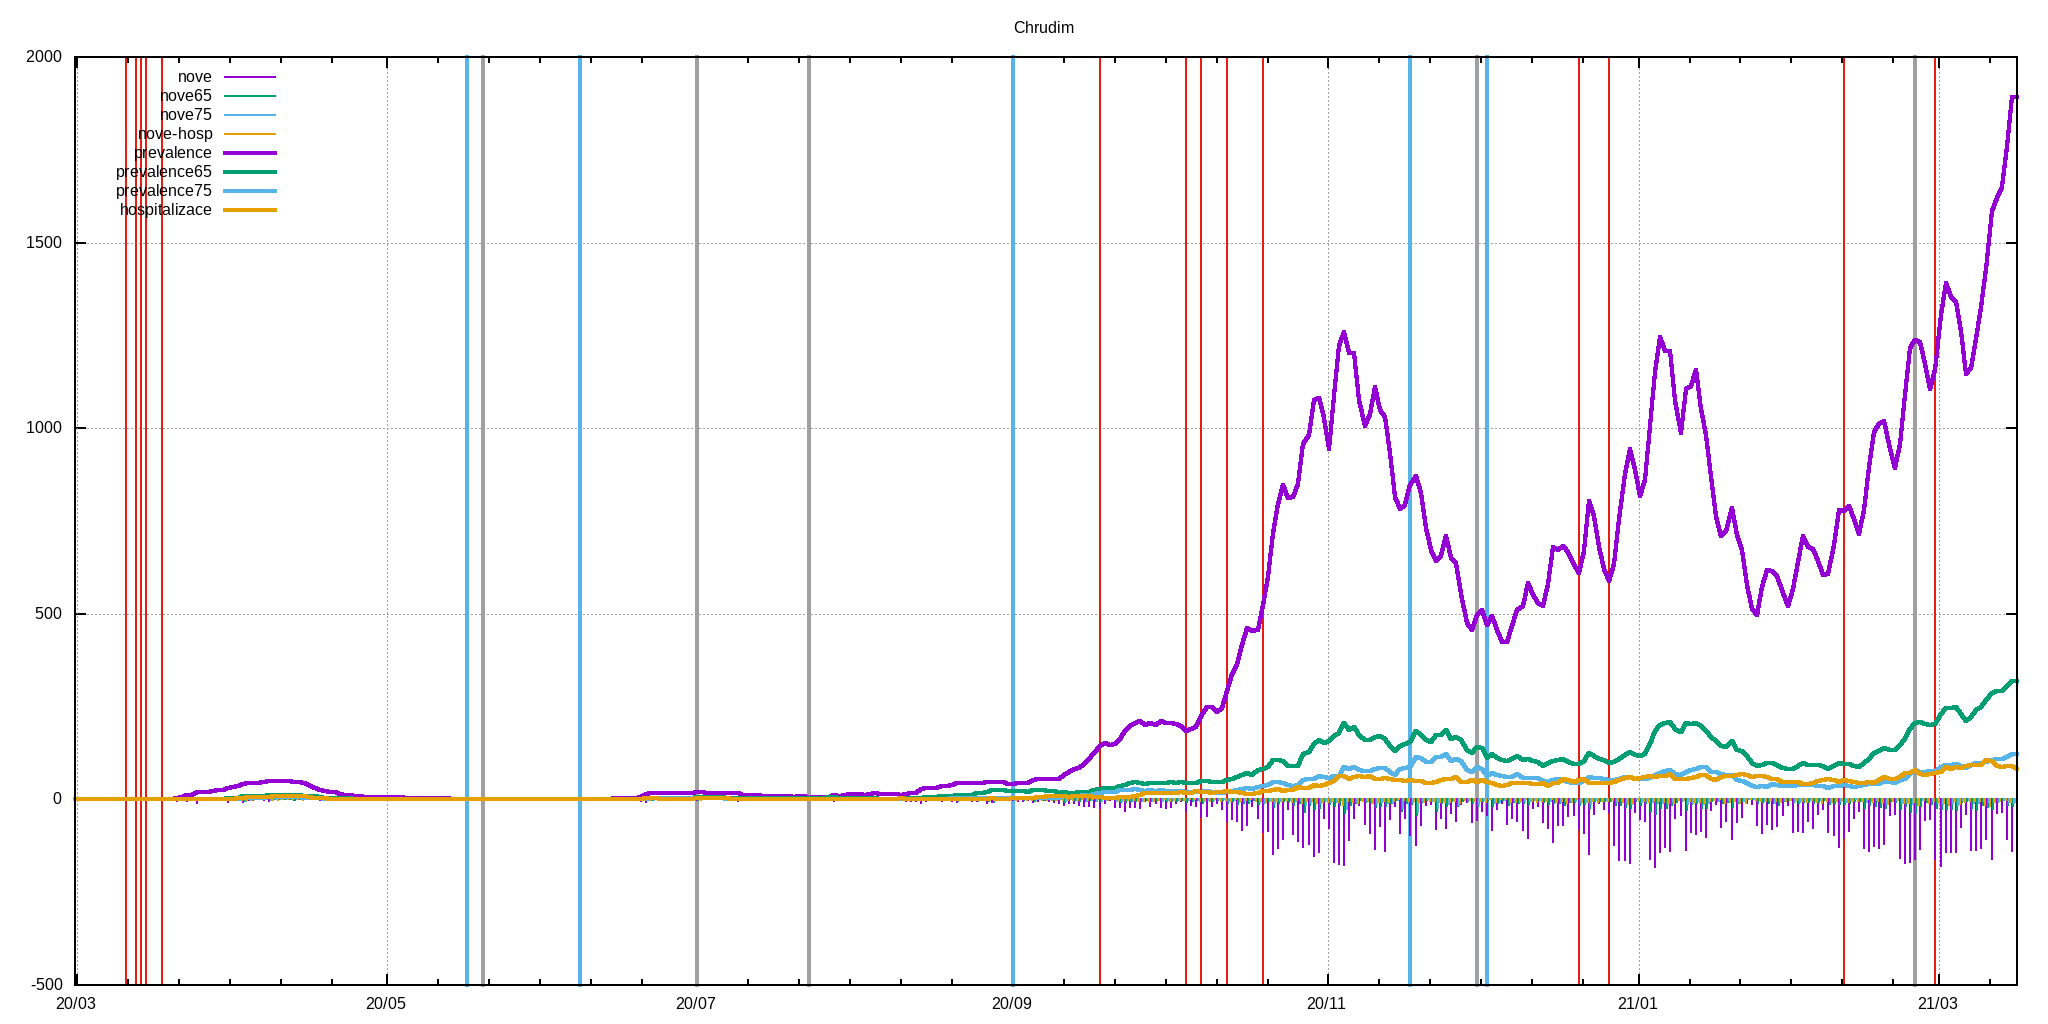 Chrudim
2000
1500
1000
500
0
-500
nove
nove65
nove75
nove-hosp
prevalence
prevalence65
prevalence75
hospitalizace
20/03 20/05 20/07 20/09 20/11 21/01 21/03